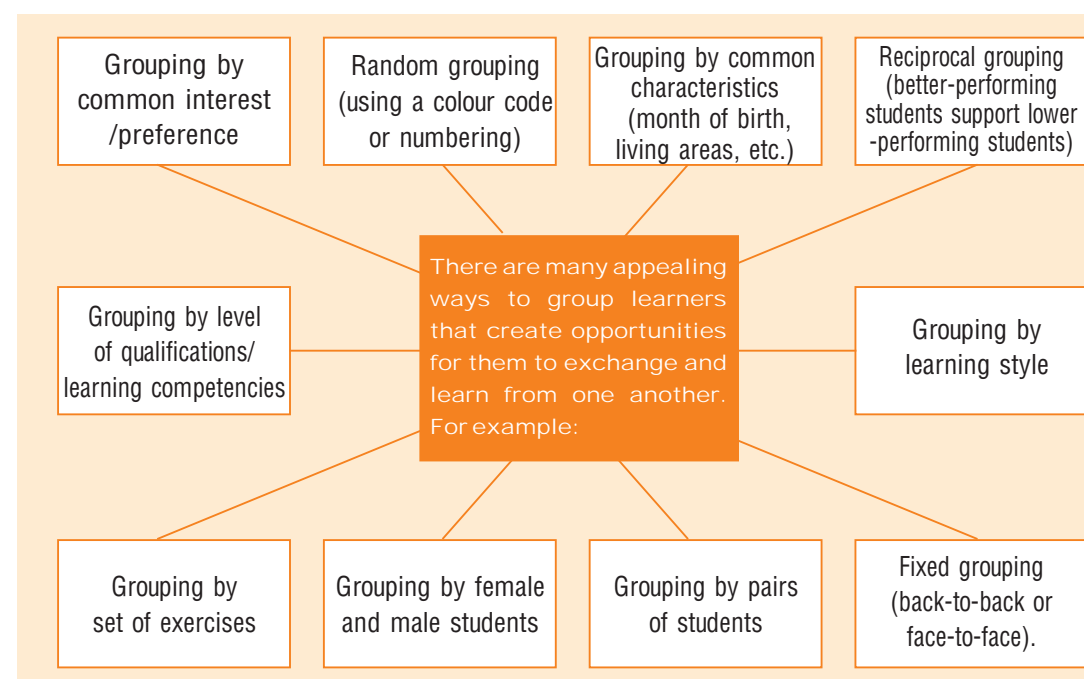 Grouping by
common interest
/preference
Random grouping
(using a colour code
or numbering)
Grouping by common
characteristics
(month of birth,
living areas, etc.)
Reciprocal grouping
(better-performing
students support lower
-performing students)
There are many appealing
ways to group learners
that create opportunities
for them to exchange and
learn from one another.
For example:
Grouping by level
of qualifications/
learning competencies
Grouping by
learning style
Grouping by
set of exercises
Grouping by female
and male students
Grouping by pairs
of students
Fixed grouping
(back-to-back or
face-to-face).